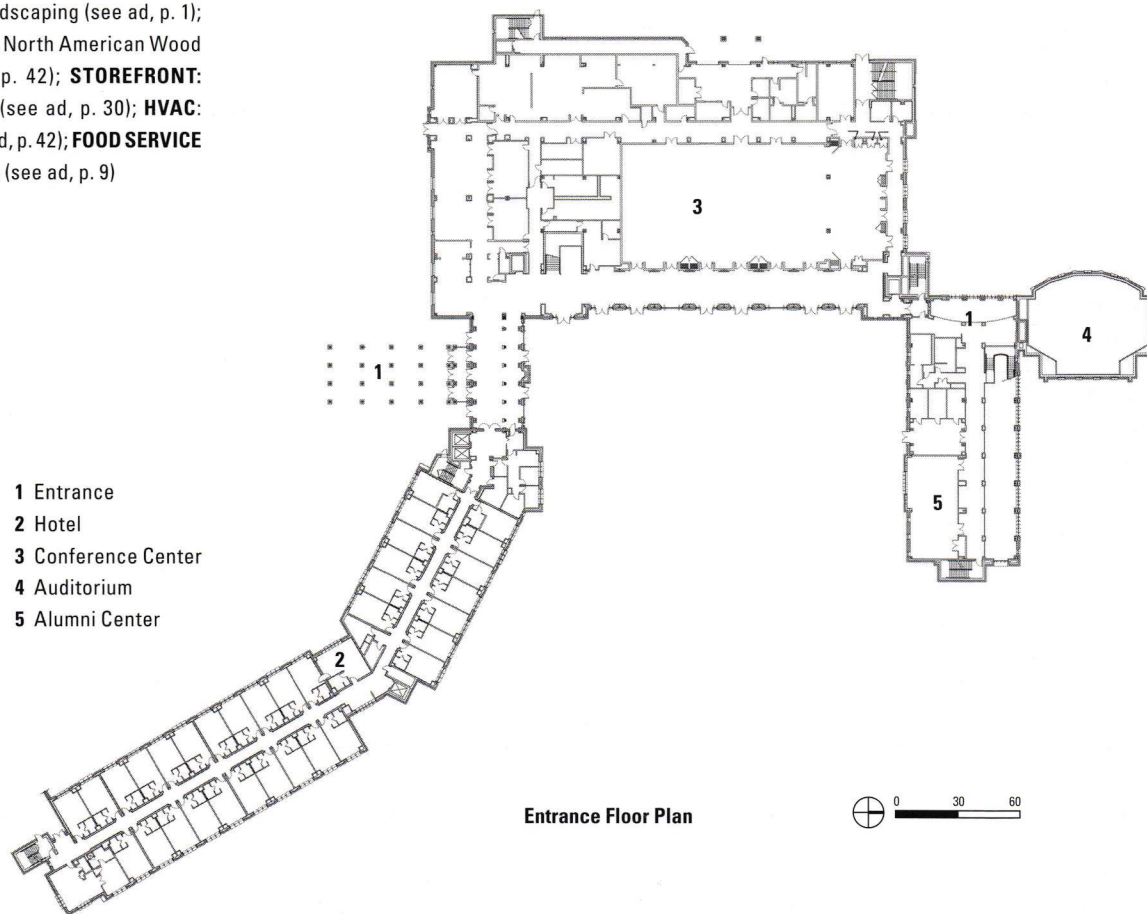 dscaping (see ad, p. 1);
North American Wood
p. 42); STOREFRONT:
(see ad, p. 30); HVAC:
d, p. 42); FOOD SERVICE
(see ad, p. 9)
3
1
4
1
5
2
1 Entrance
2 Hotel
3 Conference Center
4 Auditorium
5 Alumni Center
Entrance Floor Plan
0 30 60